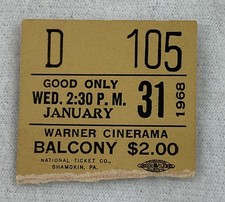 D 105
GOOD ONLY
WED. 2:30 P. M.
JANUARY 31 1968
WARNER CINERAMA
BALCONY $2.00
NATIONAL TICKET CO.,
SHAMOKIN, PA.